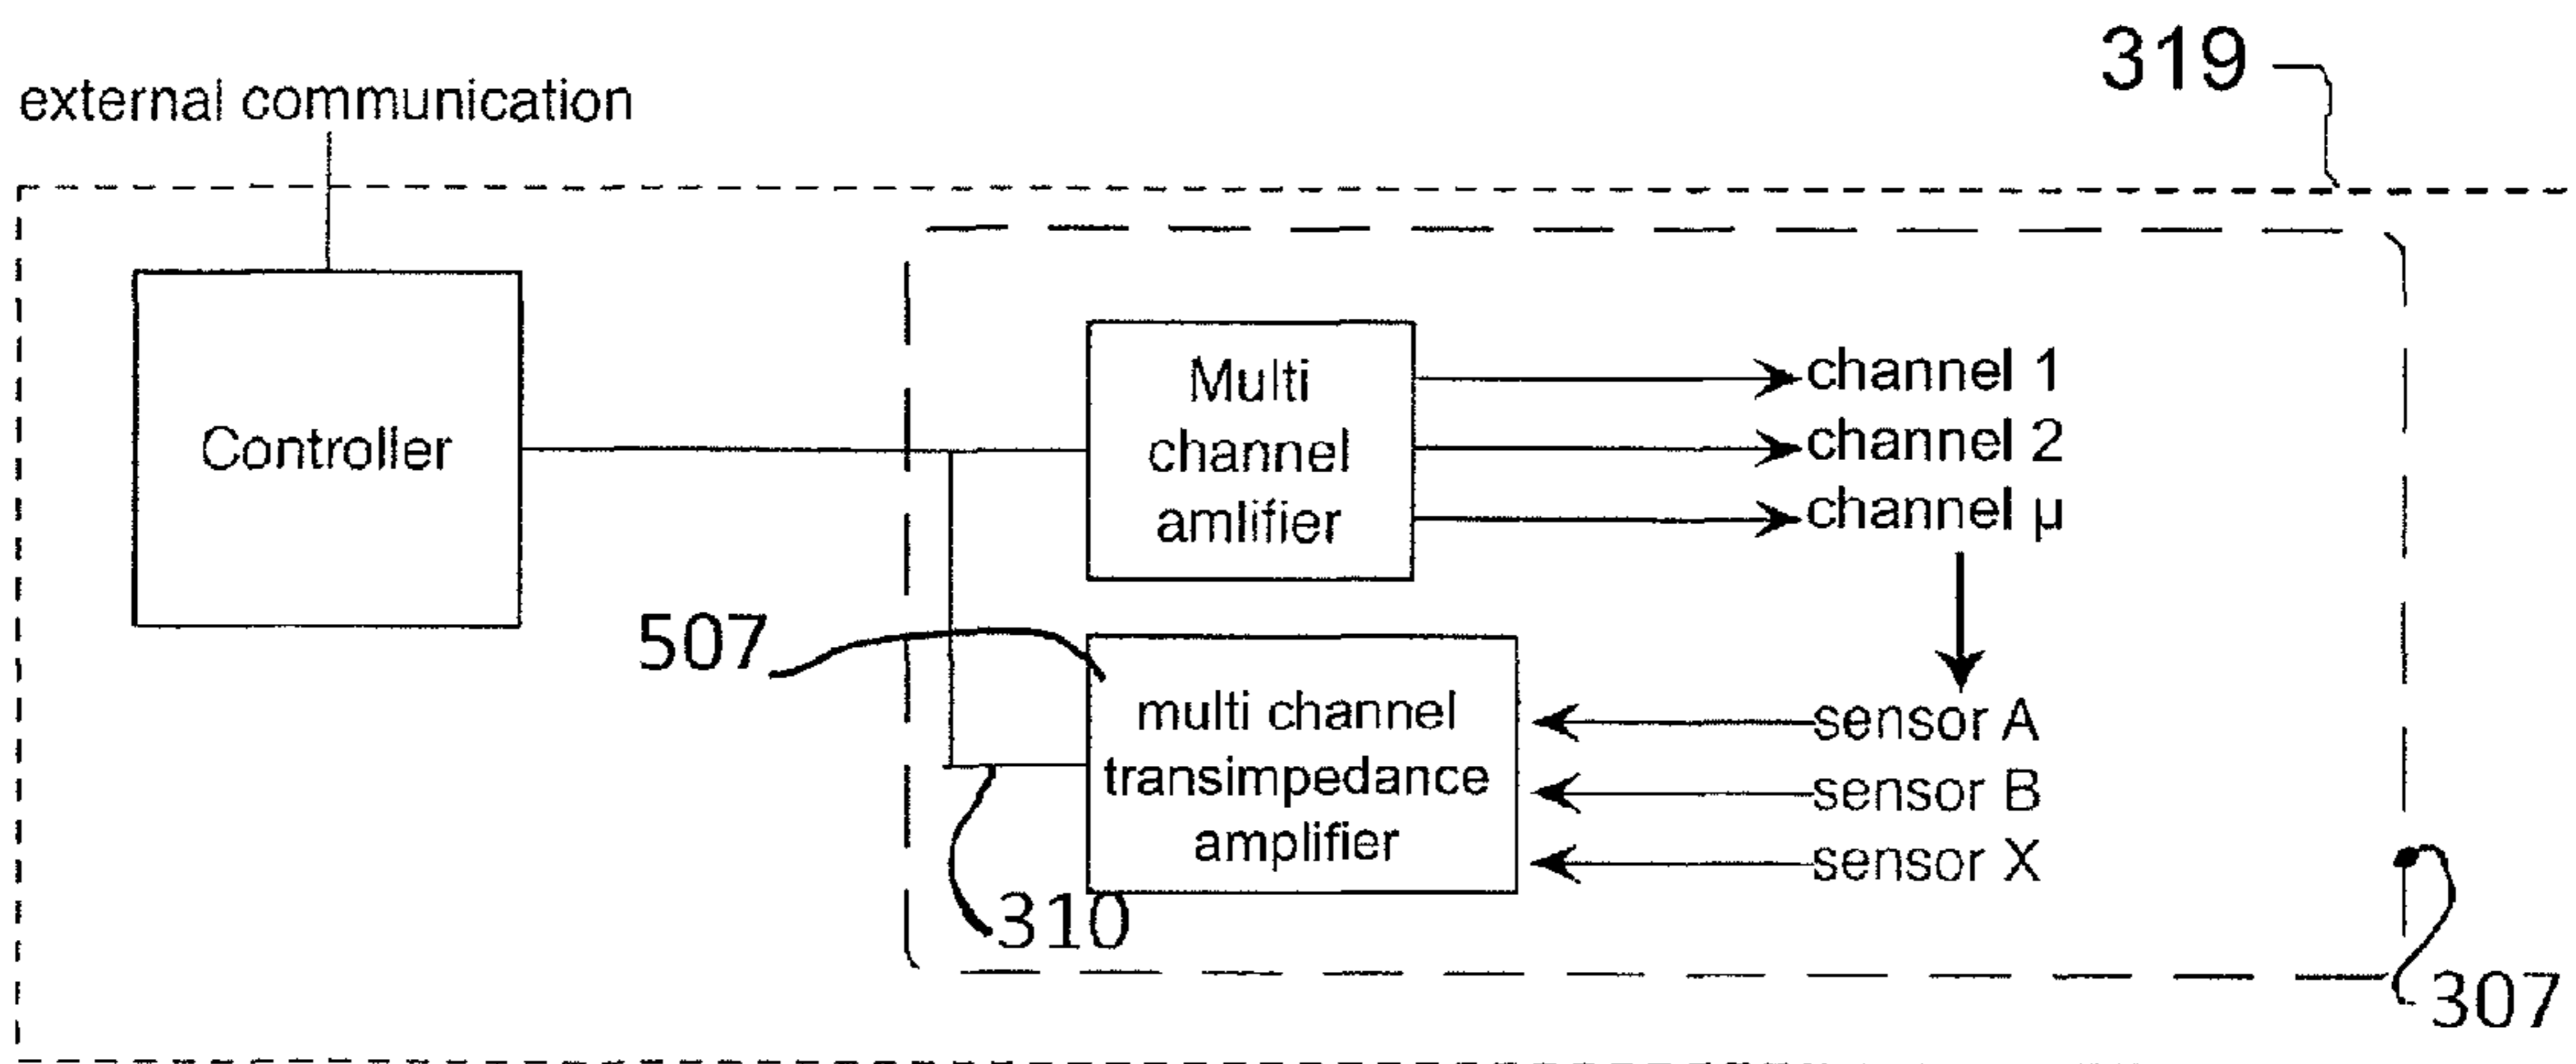 319
external communication
Controller
Multi
channel
amlifier
channel 1
channel 2
channel µ
507
multi channel
transimpedance
amplifier
sensor A
sensor B
sensor X
310
307